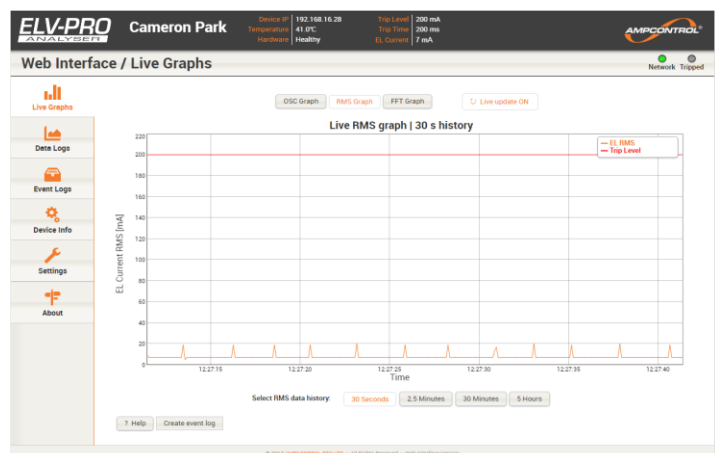 ELV-PRO
ANALYSER
Cameron Park
Device IP 192.168.16.28
Temperature 41.0°C
Hardware Healthy
Trip Level 200 mA
Trip Time 200 ms
EL Current 7 mA
AMPCONTROL®
Web Interface / Live Graphs
Network Tripped
Live Graphs
Data Logs
Event Logs
Device Info
Settings
About
OSC Graph RMS Graph FFT Graph Live update ON
Live RMS graph | 30 s history
EL RMS
Trip Level
EL Current RMS [mA]
220
200
180
160
140
120
100
80
60
40
20
0
12:27:15 12:27:20 12:27:25 12:27:30 12:27:35 12:27:40
Time
Select RMS data history: 30 Seconds 2.5 Minutes 30 Minutes 5 Hours
? Help Create event log